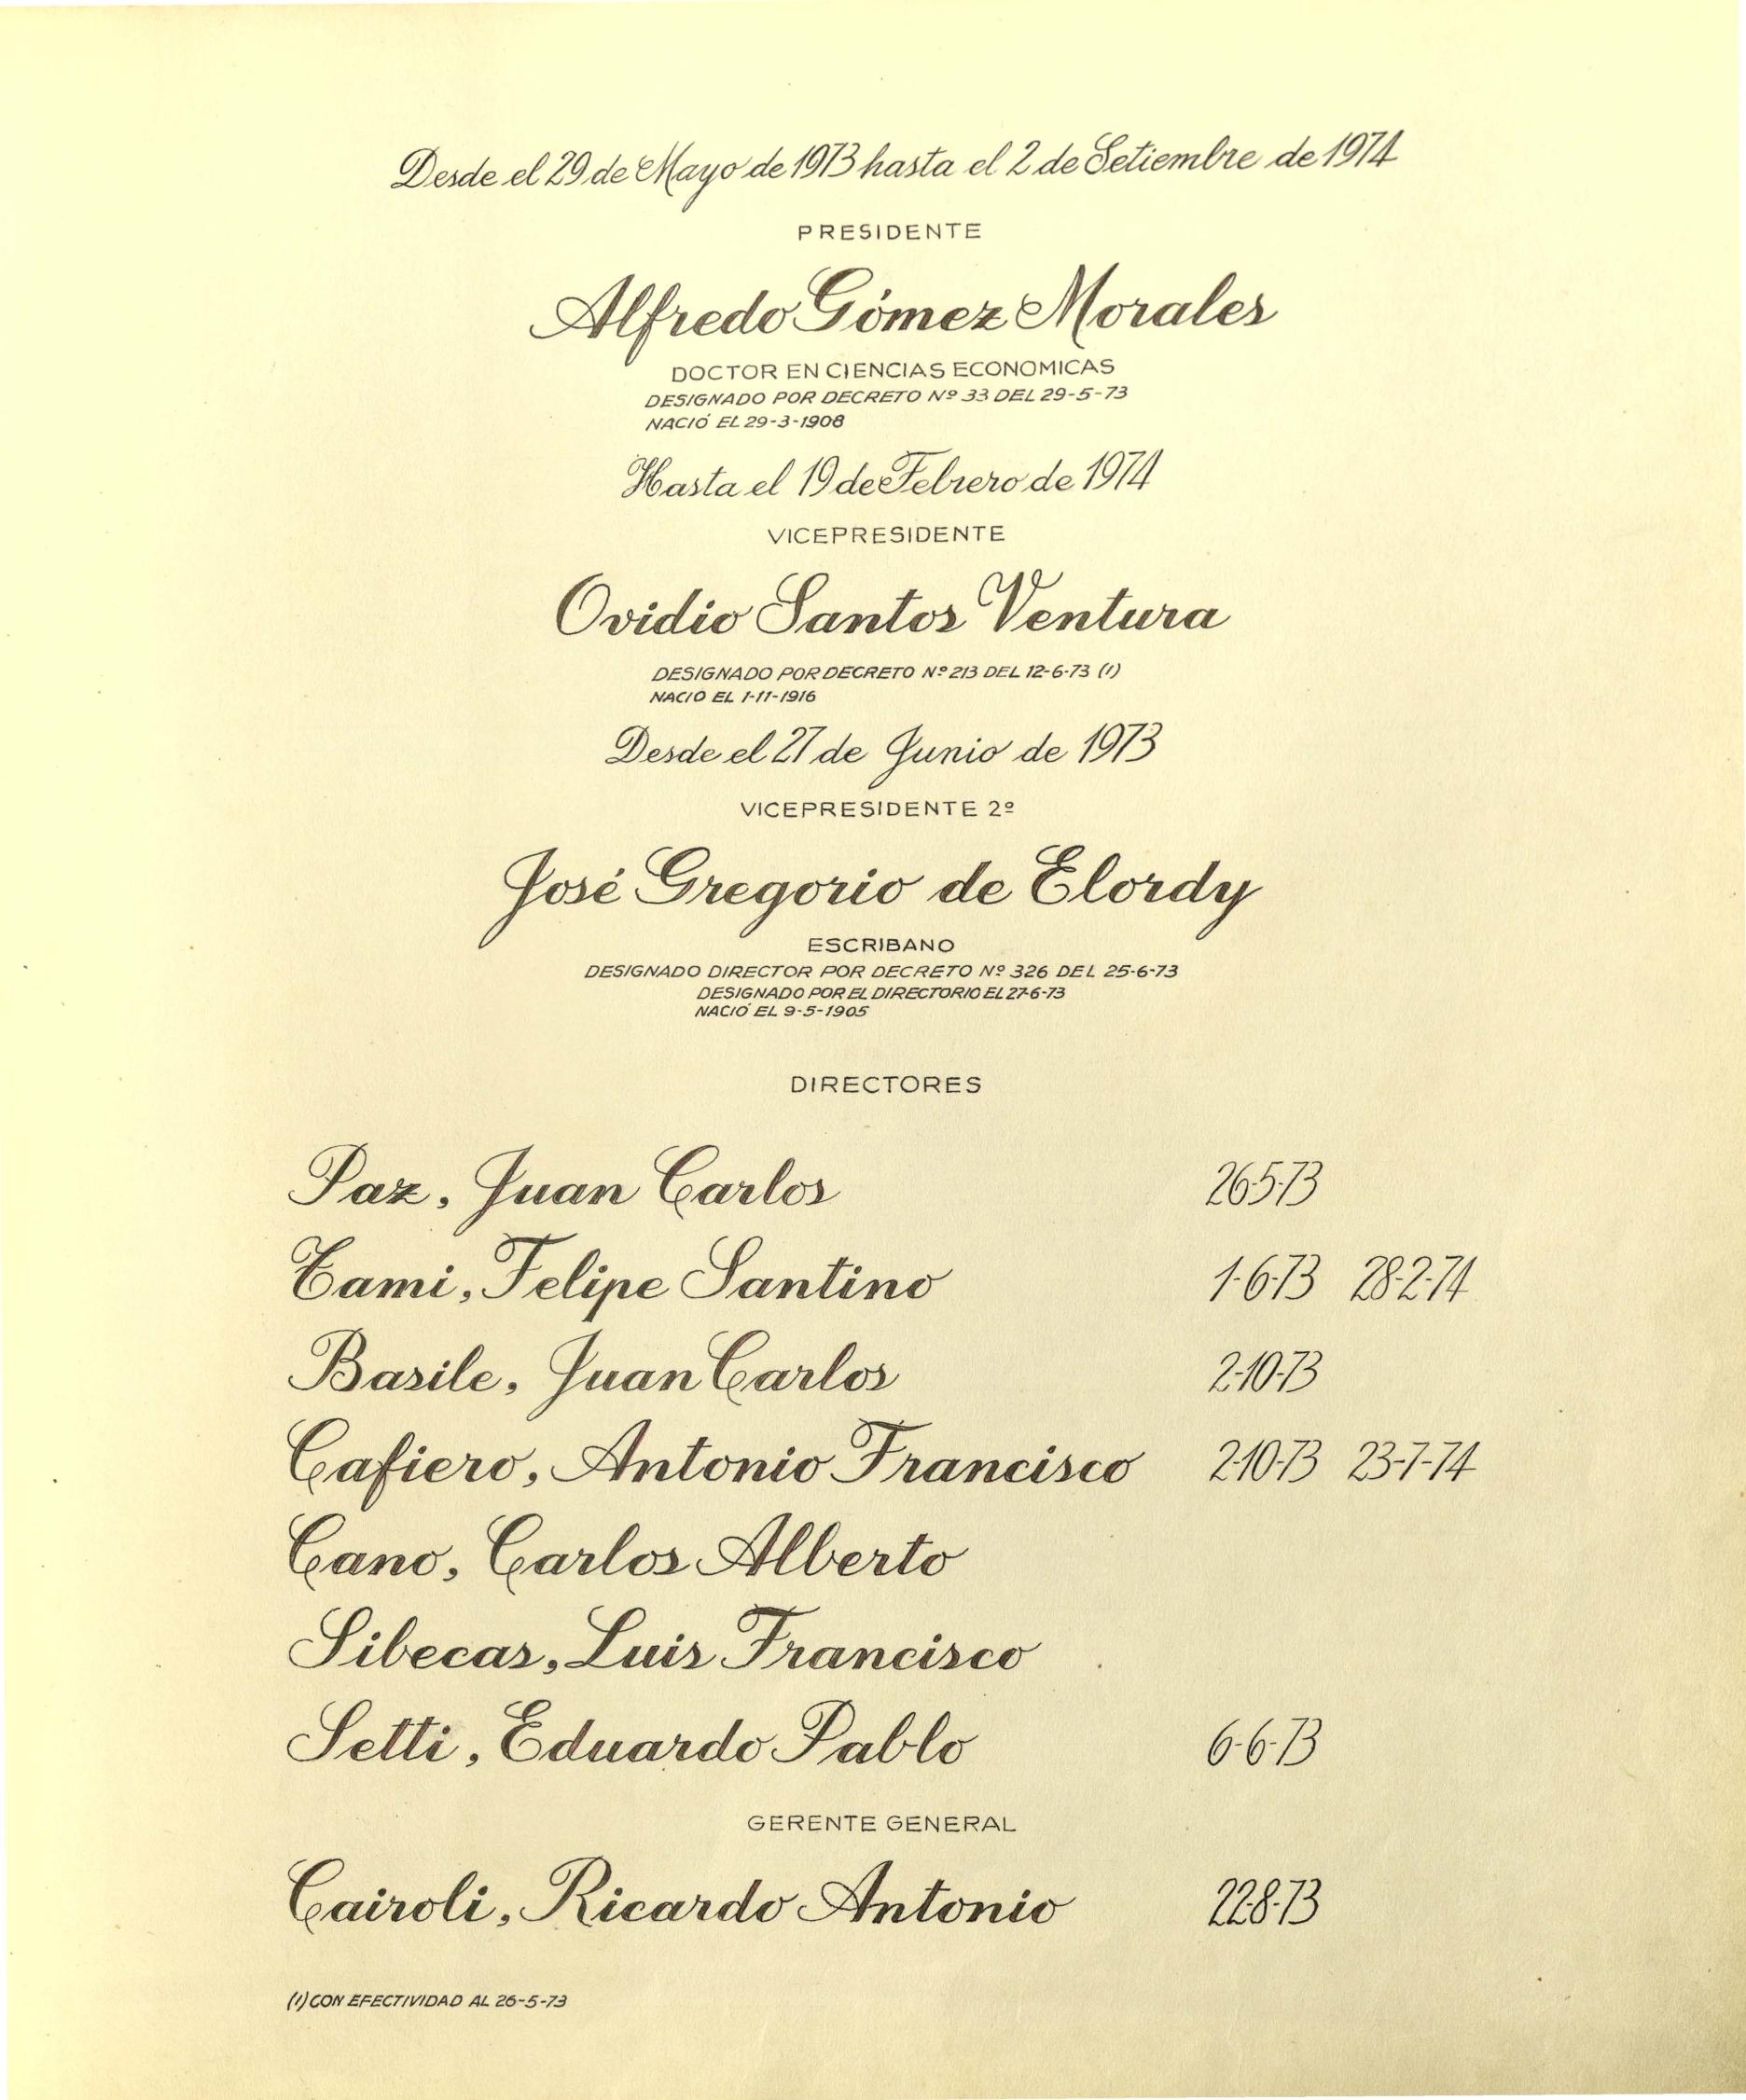 Desde el 29 de Mayo de 1973 hasta el 2 de Setiembre de 1974
PRESIDENTE
Alfredo Gómez Morales
DOCTOR EN CIENCIAS ECONOMICAS
DESIGNADO POR DECRETO Nº 33 DEL 29-5-73
NACIÓ EL 29-3-1908
Hasta el 19 de Febrero de 1974
VICEPRESIDENTE
Ovidio Santos Ventura
DESIGNADO POR DECRETO Nº 213 DEL 12-6-73 (1)
NACIO EL 1-11-1916
Desde el 27 de Junio de 1973
VICEPRESIDENTE 2º
José Gregorio de Elordy
ESCRIBANO
DESIGNADO DIRECTOR POR DECRETO Nº 326 DEL 25-6-73
DESIGNADO POR EL DIRECTORIO EL 27-6-73
NACIÓ EL 9-5-1905
DIRECTORES
Paz, Juan Carlos 26-5-73
Tami, Felipe Santino 1-6-73 28-2-74
Basile, Juan Carlos 2-10-73
Cafiero, Antonio Francisco 2-10-73 23-7-74
Cano, Carlos Alberto
Sibecas, Luis Francisco
Setti, Eduardo Pablo 6-6-73
GERENTE GENERAL
Cairoli, Ricardo Antonio 22-8-73
(1) CON EFECTIVIDAD AL 26-5-73